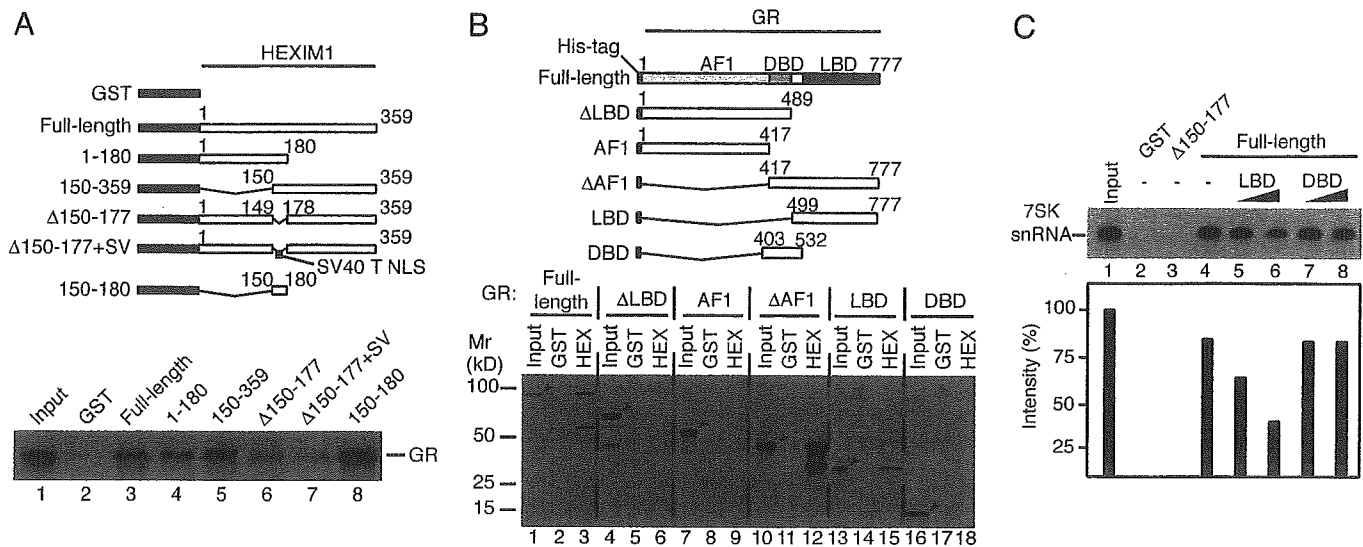 A
HEXIM1
GST
1
359
Full-length
1
180
1-180
150
359
150-359
1 149 178 359
Δ150-177
1
359
Δ150-177+SV
SV40 T NLS
150 180
150-180
Input
GST
Full-length
1-180
150-359
Δ150-177
Δ150-177+SV
150-180
GR
1 2 3 4 5 6 7 8
B
GR
His-tag
1 AF1 DBD LBD 777
Full-length
1
489
ΔLBD
1
417
AF1
417
777
ΔAF1
499
777
LBD
403 532
DBD
GR: Full-length ΔLBD AF1 ΔAF1 LBD DBD
Mr
(kD)
Input GST HEX Input GST HEX Input GST HEX Input GST HEX Input GST HEX Input GST HEX
100
50
25
15
1 2 3 4 5 6 7 8 9 10 11 12 13 14 15 16 17 18
C
Input
GST
Δ150-177
Full-length
LBD DBD
- - -
7SK
snRNA
1 2 3 4 5 6 7 8
Intensity (%)
100
75
50
25